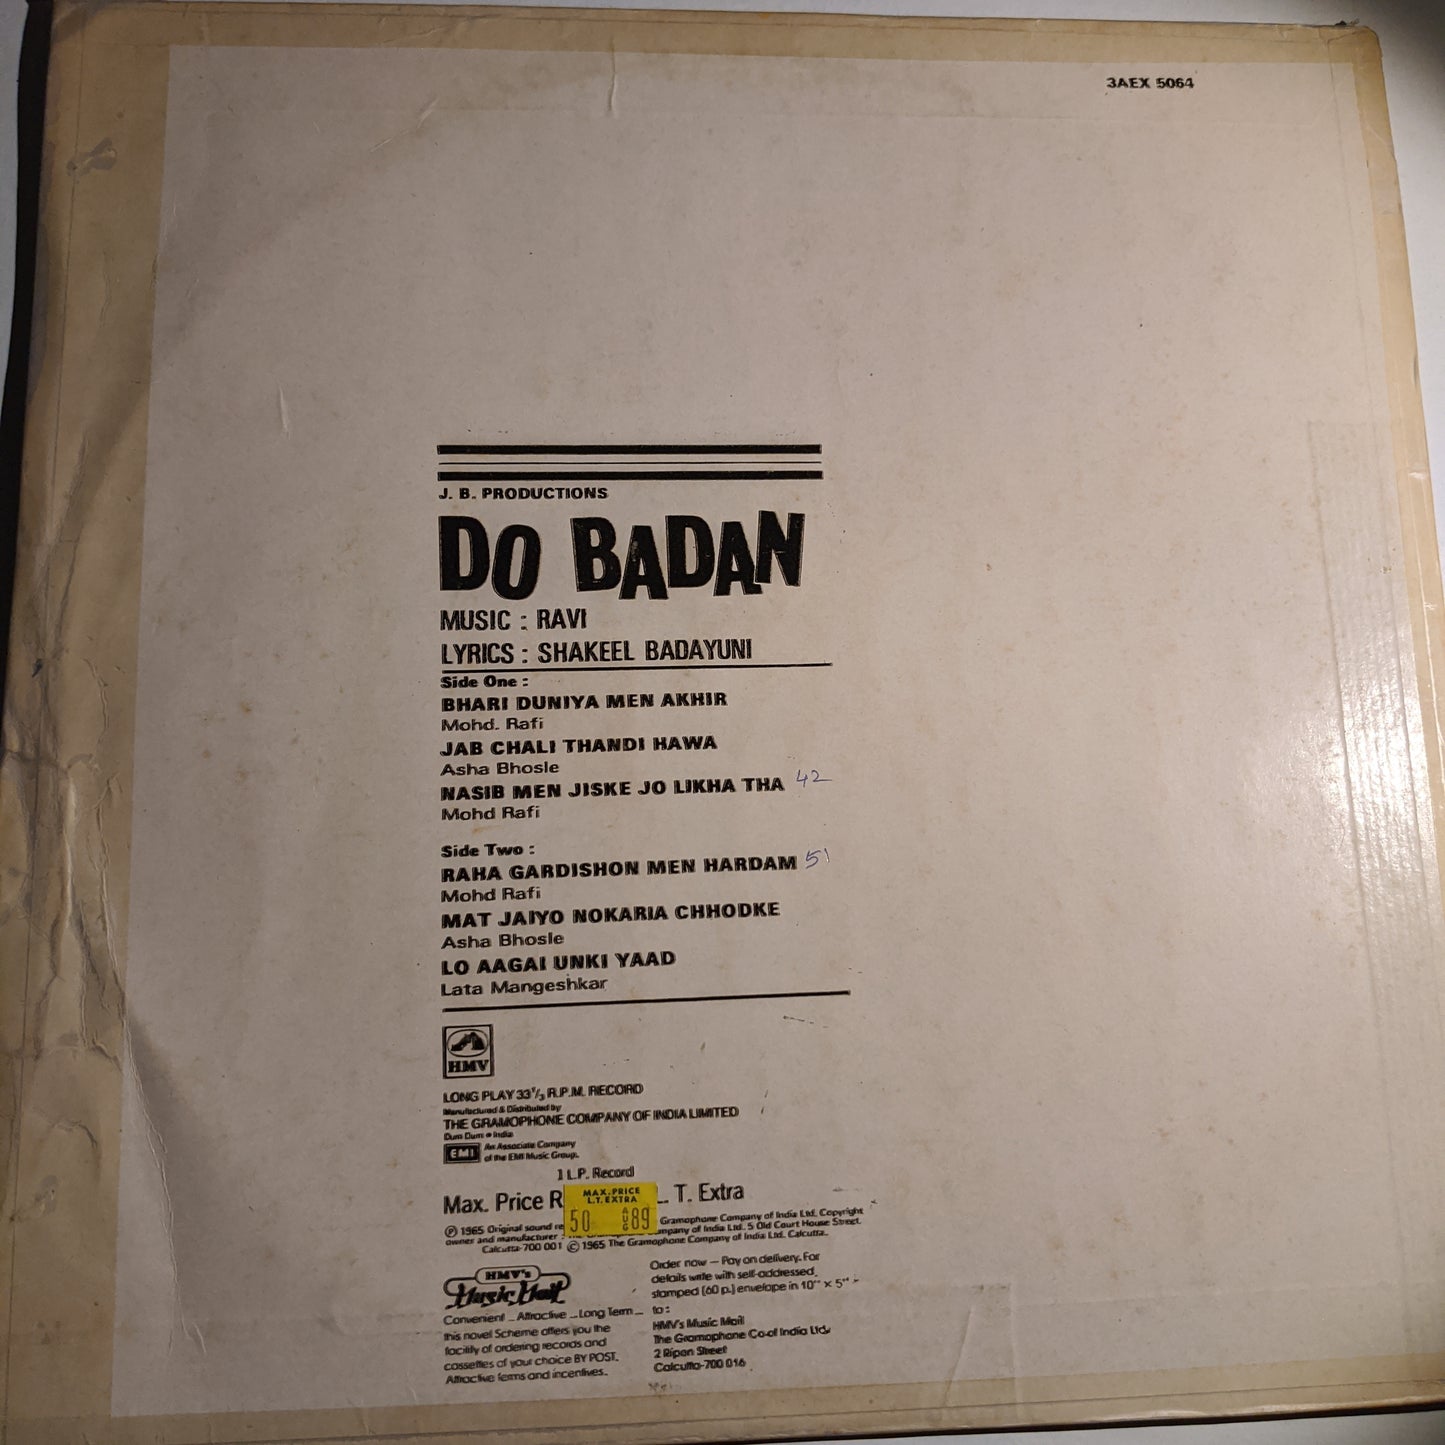 3AEX 5064
J. B. PRODUCTIONS
DO BADAN
MUSIC : RAVI
LYRICS : SHAKEEL BADAYUNI
Side One :
BHARI DUNIYA MEN AKHIR
Mohd. Rafi
JAB CHALI THANDI HAWA
Asha Bhosle
NASIB MEN JISKE JO LIKHA THA 42
Mohd Rafi
Side Two :
RAHA GARDISHON MEN HARDAM 51
Mohd Rafi
MAT JAIYO NOKARIA CHHODKE
Asha Bhosle
LO AAGAI UNKI YAAD
Lata Mangeshkar
HMV
LONG PLAY 33⅓ R.P.M. RECORD
Manufactured & Distributed by
THE GRAMOPHONE COMPANY OF INDIA LIMITED
Dum Dum • India
EMI An Associate Company
of the EMI Music Group.
1 L.P. Record
Max. Price R L. T. Extra
MAX. PRICE
L.T. EXTRA
50 AUG 89
℗ 1965 Original sound re Gramophone Company of India Ltd. Copyright
owner and manufacturer : The Gramophone Company of India Ltd. 5 Old Court House Street.
Calcutta-700 001 © 1965 The Gramophone Company of India Ltd. Calcutta.
HMV's
Music Mail
Convenient _ Attractive _ Long Term _
this novel Scheme offers you the
facility of ordering records and
cassettes of your choice BY POST.
Attractive terms and incentives.
Order now — Pay on delivery. For
details write with self-addressed,
stamped (60 p.) envelope in 10" × 5"
to :
HMV's Music Mail
The Gramophone Co of India Ltd.
2 Ripon Street
Calcutta-700 016